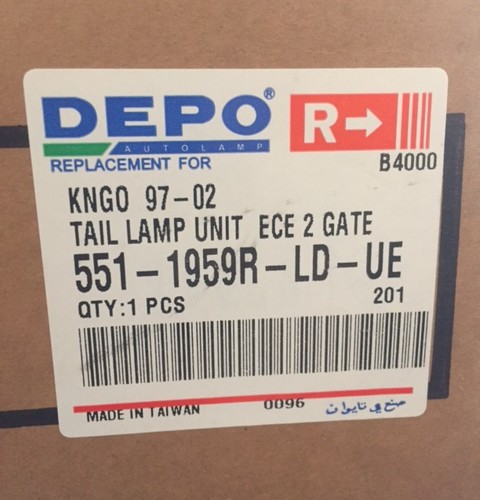 DEPO®
AUTOLAMP
R→
REPLACEMENT FOR
B4000
KNGO 97-02
TAIL LAMP UNIT ECE 2 GATE
551-1959R-LD-UE
QTY:1 PCS
201
MADE IN TAIWAN
0096
صنع في تايوان